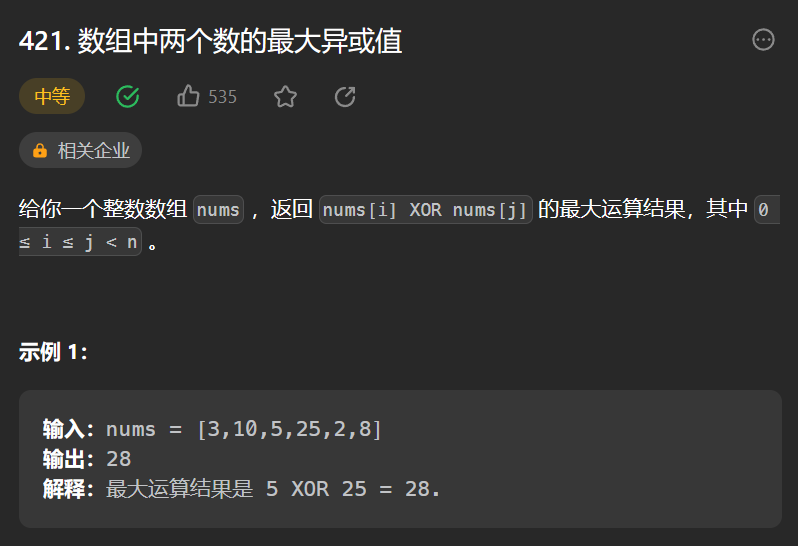 421. 数组中两个数的最大异或值
中等
535
相关企业
给你一个整数数组 nums ，返回 nums[i] XOR nums[j] 的最大运算结果，其中 0
≤ i ≤ j < n 。
示例 1：
输入：nums = [3,10,5,25,2,8]
输出：28
解释：最大运算结果是 5 XOR 25 = 28.